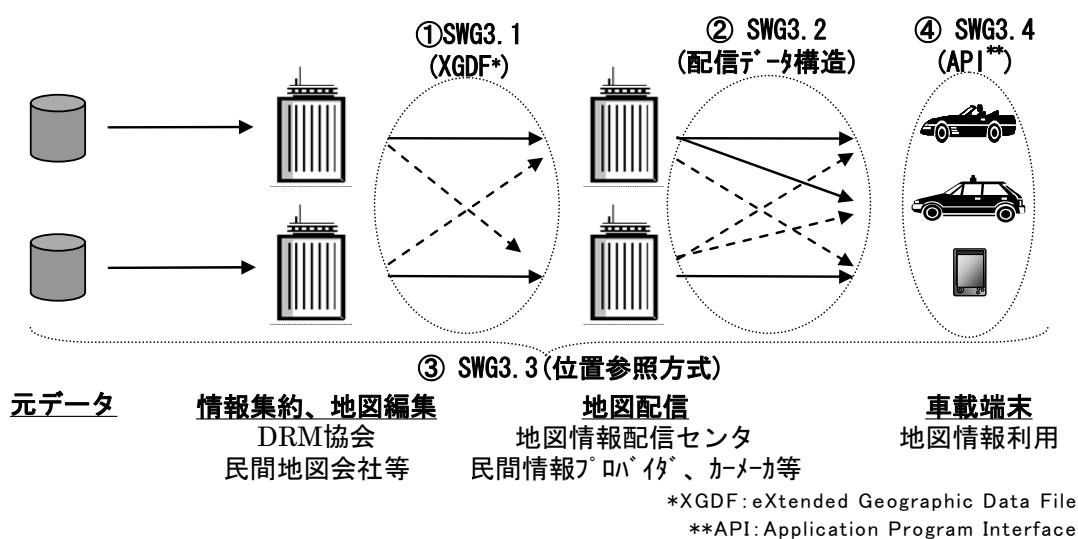 ①SWG3.1
(XGDF*)
② SWG3.2
(配信ﾃﾞｰﾀ構造)
④ SWG3.4
(API**)
③ SWG3.3(位置参照方式)
元データ
情報集約、地図編集
DRM協会
民間地図会社等
地図配信
地図情報配信センタ
民間情報ﾌﾟﾛﾊﾞｲﾀﾞ、ｶｰﾒｰｶ等
車載端末
地図情報利用
*XGDF:eXtended Geographic Data File
**API:Application Program Interface